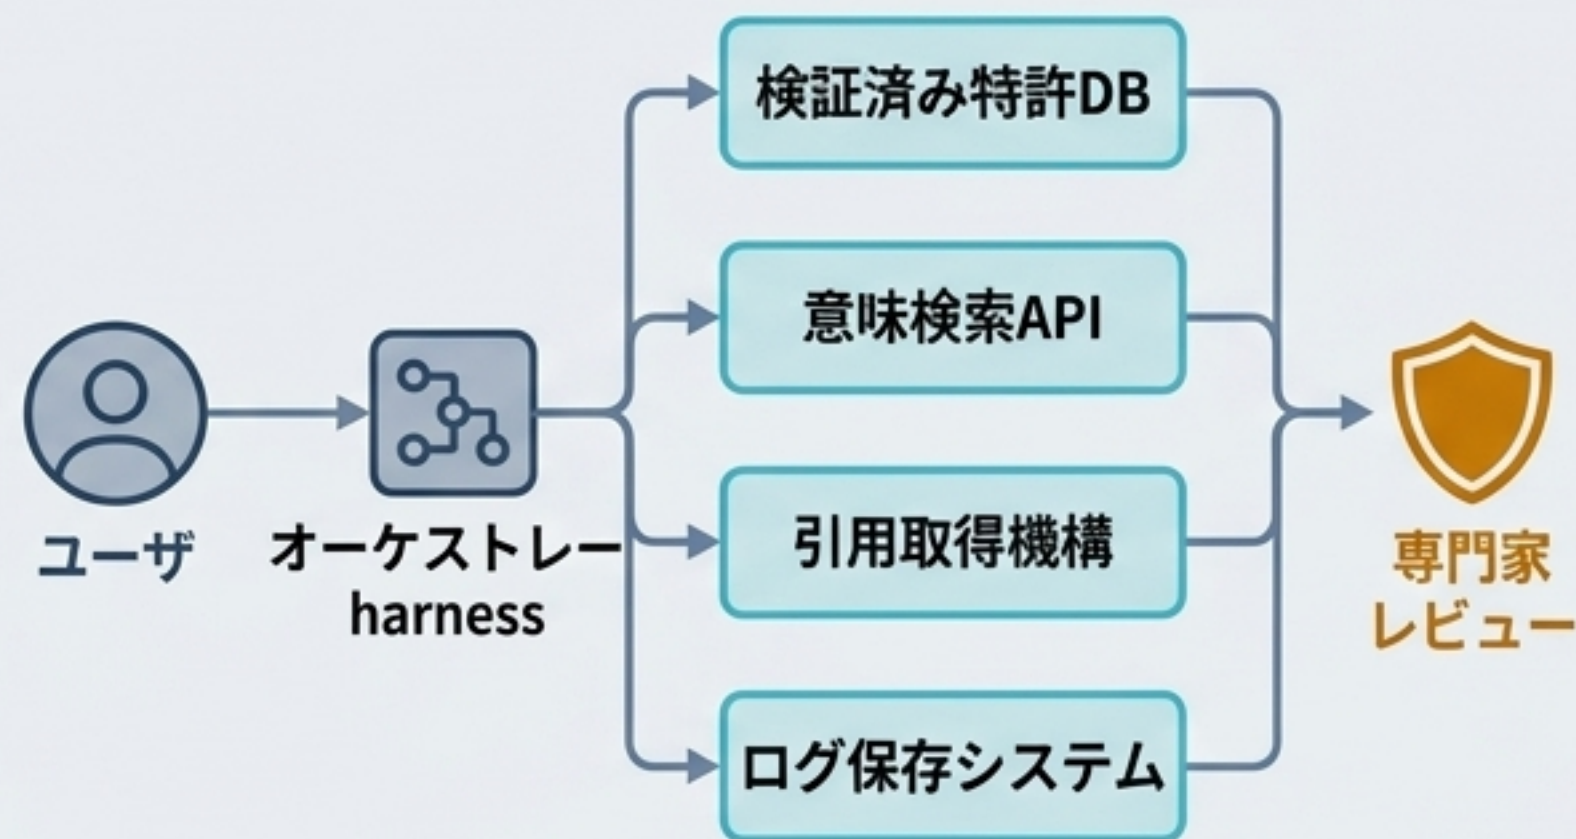 検証済み特許DB
意味検索API
ユーザ
オーケストレー
harness
引用取得機構
専門家
レビュー
ログ保存システム